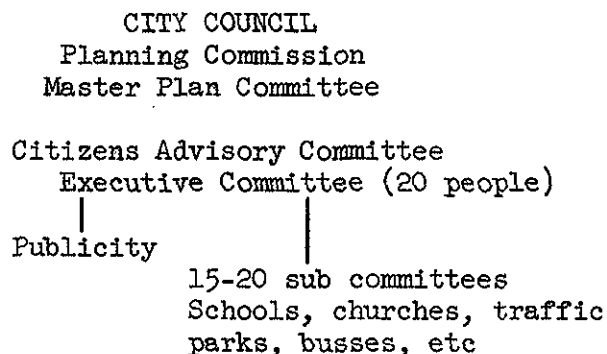 CITY COUNCIL
Planning Commission
Master Plan Committee
Citizens Advisory Committee
Executive Committee (20 people)
Publicity
15-20 sub committees
Schools, churches, traffic
parks, busses, etc